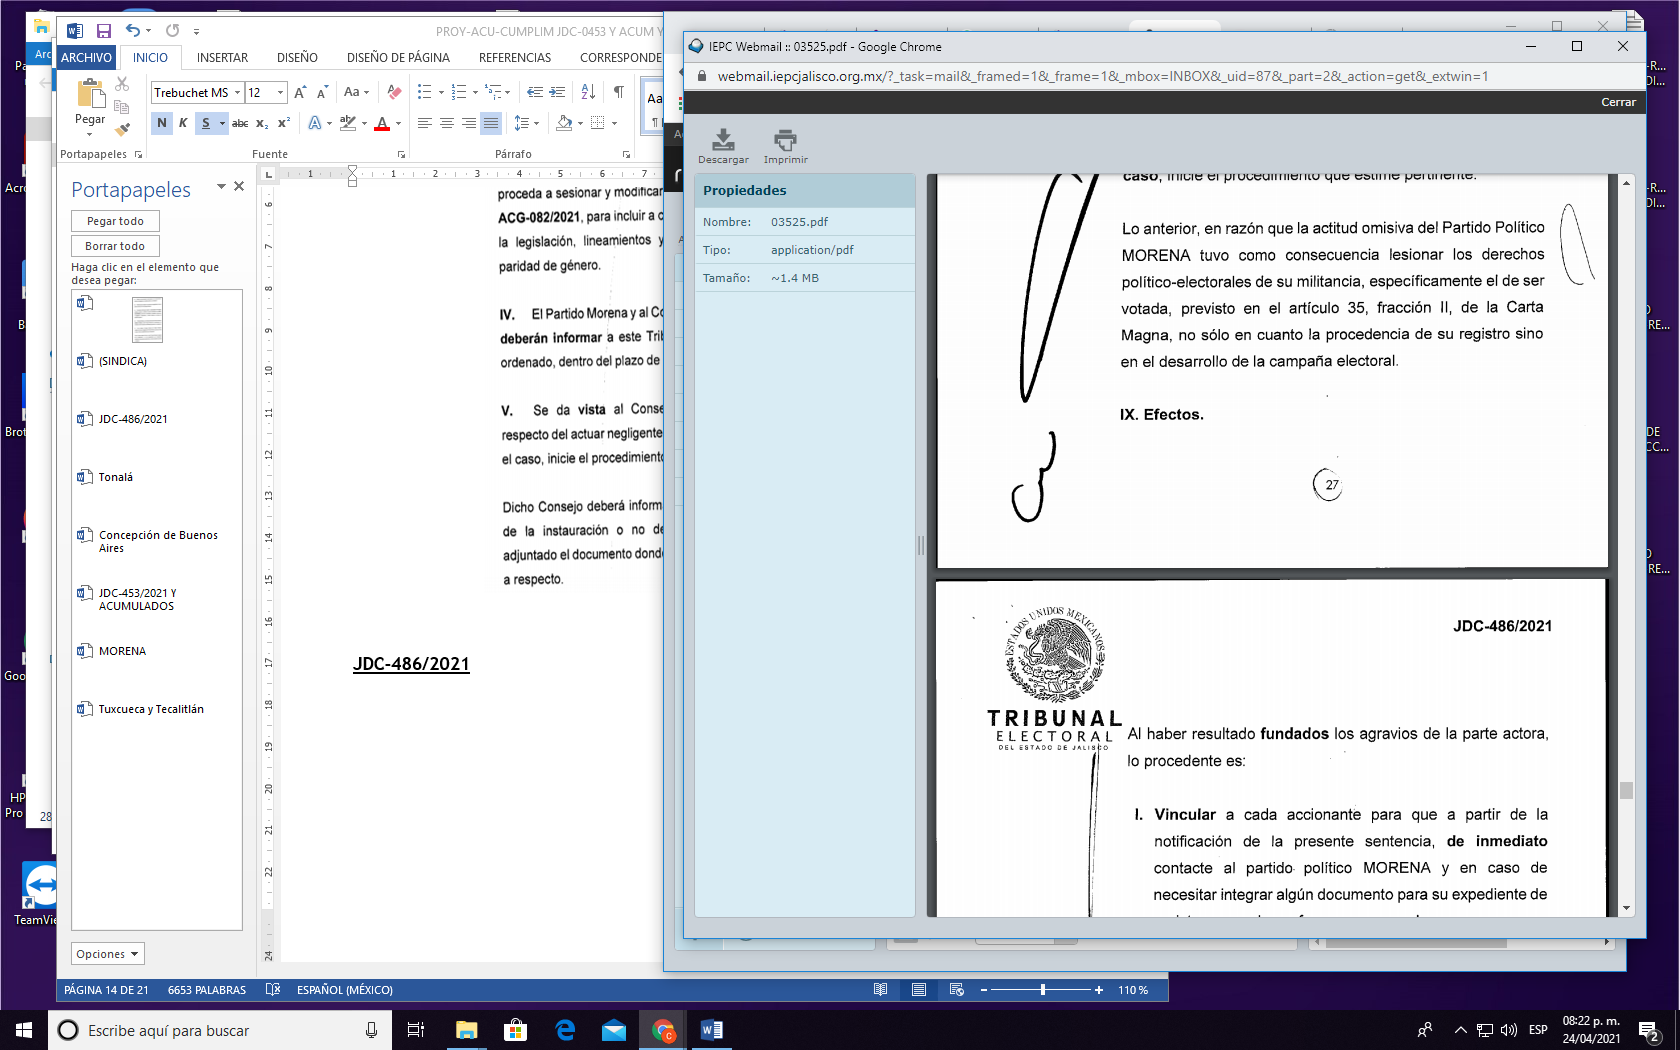 PROY-ACU-CUMPLIM JDC-0453 Y ACUM Y
ARCHIVO INICIO INSERTAR DISEÑO DISEÑO DE PÁGINA REFERENCIAS CORRESPONDE
Pegar
Trebuchet MS 12
N K S abc x₂ x²
Portapapeles Fuente Párrafo
Portapapeles
Pegar todo
Borrar todo
Haga clic en el elemento que
desea pegar:
(SINDICA)
JDC-486/2021
Tonalá
Concepción de Buenos
Aires
JDC-453/2021 Y
ACUMULADOS
MORENA
Tuxcueca y Tecalitlán
Opciones
proceda a sesionar y modificar
ACG-082/2021, para incluir a c
la legislación, lineamientos y
paridad de género.
IV. El Partido Morena y al Co
deberán informar a este Trib
ordenado, dentro del plazo de
V. Se da vista al Conse
respecto del actuar negligente
el caso, inicie el procedimiento
Dicho Consejo deberá inform
de la instauración o no de
adjuntado el documento dond
a respecto.
JDC-486/2021
PÁGINA 14 DE 21 6653 PALABRAS ESPAÑOL (MÉXICO) 110 %
IEPC Webmail :: 03525.pdf - Google Chrome
webmail.iepcjalisco.org.mx/?_task=mail&_framed=1&_frame=1&_mbox=INBOX&_uid=87&_part=2&_action=get&_extwin=1
Cerrar
Descargar Imprimir
Propiedades
Nombre: 03525.pdf
Tipo: application/pdf
Tamaño: ~1.4 MB
caso, inicie el procedimiento que estime pertinente.
Lo anterior, en razón que la actitud omisiva del Partido Político
MORENA tuvo como consecuencia lesionar los derechos
político-electorales de su militancia, específicamente el de ser
votada, previsto en el artículo 35, fracción II, de la Carta
Magna, no sólo en cuanto la procedencia de su registro sino
en el desarrollo de la campaña electoral.
IX. Efectos.
27
ESTADOS UNIDOS MEXICANOS
TRIBUNAL
ELECTORAL
DEL ESTADO DE JALISCO
JDC-486/2021
Al haber resultado fundados los agravios de la parte actora,
lo procedente es:
I. Vincular a cada accionante para que a partir de la
notificación de la presente sentencia, de inmediato
contacte al partido político MORENA y en caso de
necesitar integrar algún documento para su expediente de
Escribe aquí para buscar
ESP
08:22 p. m.
24/04/2021
2